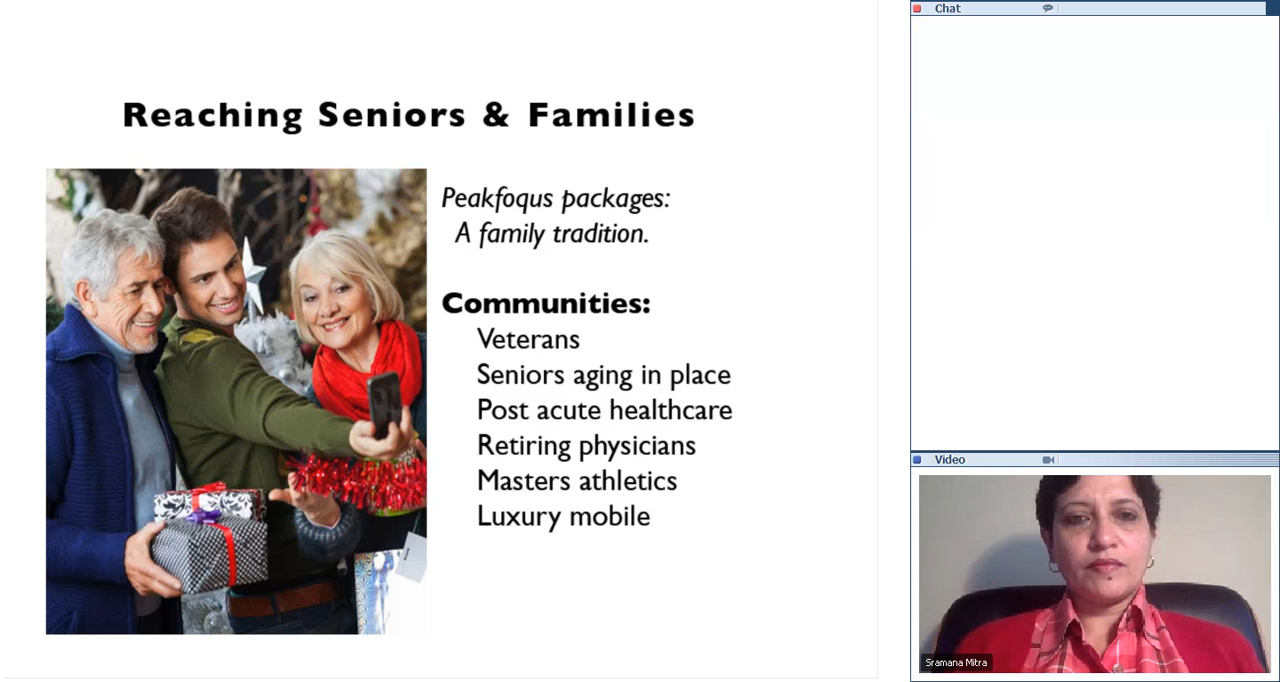 Reaching Seniors & Families
Peakfoqus packages:
A family tradition.
Communities:
Veterans
Seniors aging in place
Post acute healthcare
Retiring physicians
Masters athletics
Luxury mobile
Chat
Video
Sramana Mitra